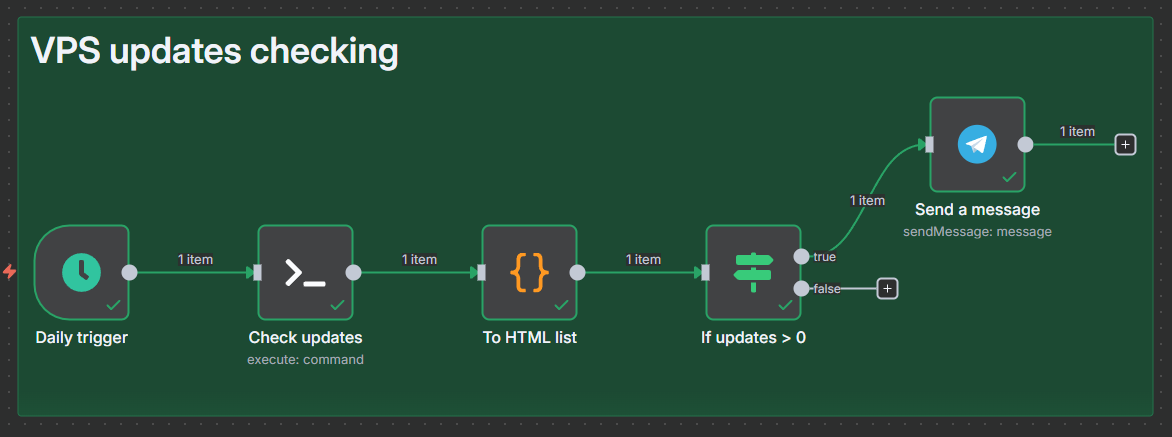 VPS updates checking
1 item
Send a message
sendMessage: message
1 item
1 item
1 item
1 item
true
false
Daily trigger
Check updates
execute: command
To HTML list
If updates > 0